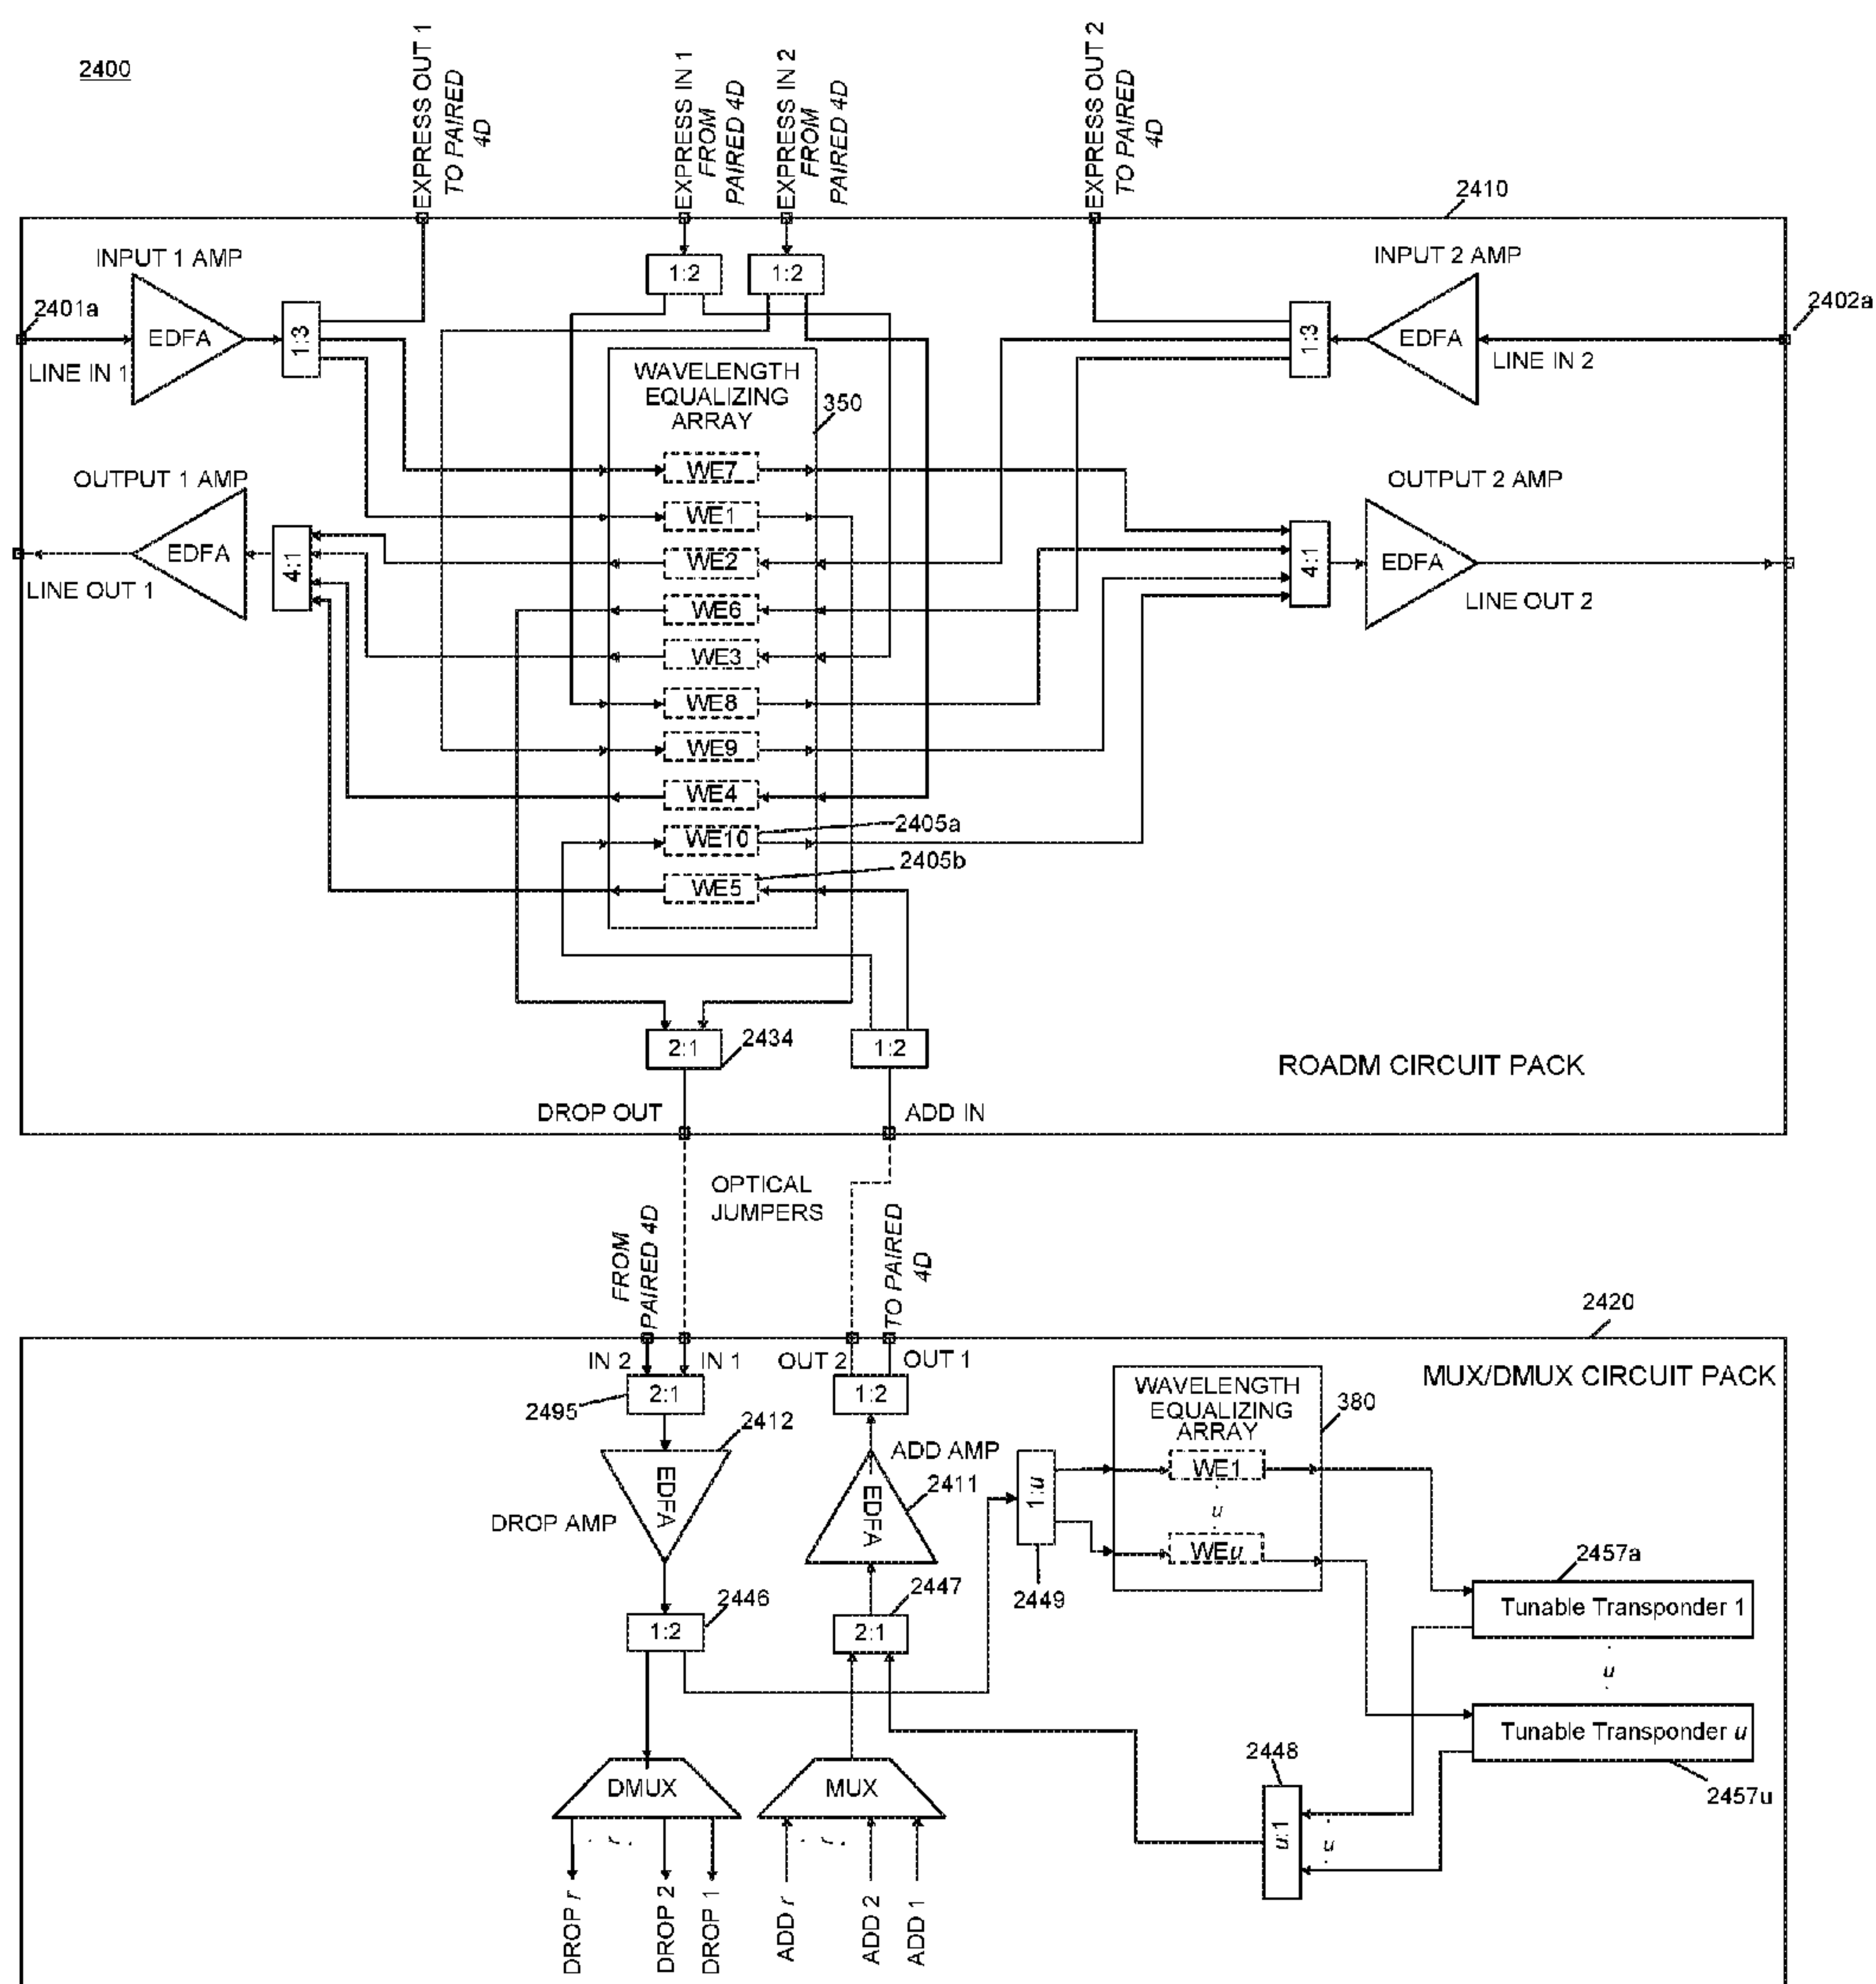 2400
EXPRESS OUT 1
TO PAIRED
4D
EXPRESS IN 1
FROM
PAIRED 4D
EXPRESS IN 2
FROM
PAIRED 4D
EXPRESS OUT 2
TO PAIRED
4D
2410
INPUT 1 AMP
INPUT 2 AMP
1:2
1:2
2401a
2402a
EDFA
1:3
1:3
EDFA
LINE IN 1
LINE IN 2
WAVELENGTH
EQUALIZING
ARRAY
350
OUTPUT 1 AMP
OUTPUT 2 AMP
WE7
WE1
WE2
WE6
WE3
WE8
WE9
WE4
WE10
WE5
EDFA
4:1
4:1
EDFA
LINE OUT 1
LINE OUT 2
2405a
2405b
2:1
2434
1:2
ROADM CIRCUIT PACK
DROP OUT
ADD IN
OPTICAL
JUMPERS
FROM
PAIRED 4D
TO PAIRED
4D
2420
IN 2
IN 1
OUT 2
OUT 1
MUX/DMUX CIRCUIT PACK
2495
2:1
1:2
WAVELENGTH
EQUALIZING
ARRAY
380
2412
ADD AMP
2411
EDFA
EDFA
DROP AMP
1:u
WE1
u
WEu
2449
2446
1:2
2447
2:1
2457a
Tunable Transponder 1
u
Tunable Transponder u
2457u
2448
u:1
u
DMUX
MUX
r
r
DROP r
DROP 2
DROP 1
ADD r
ADD 2
ADD 1